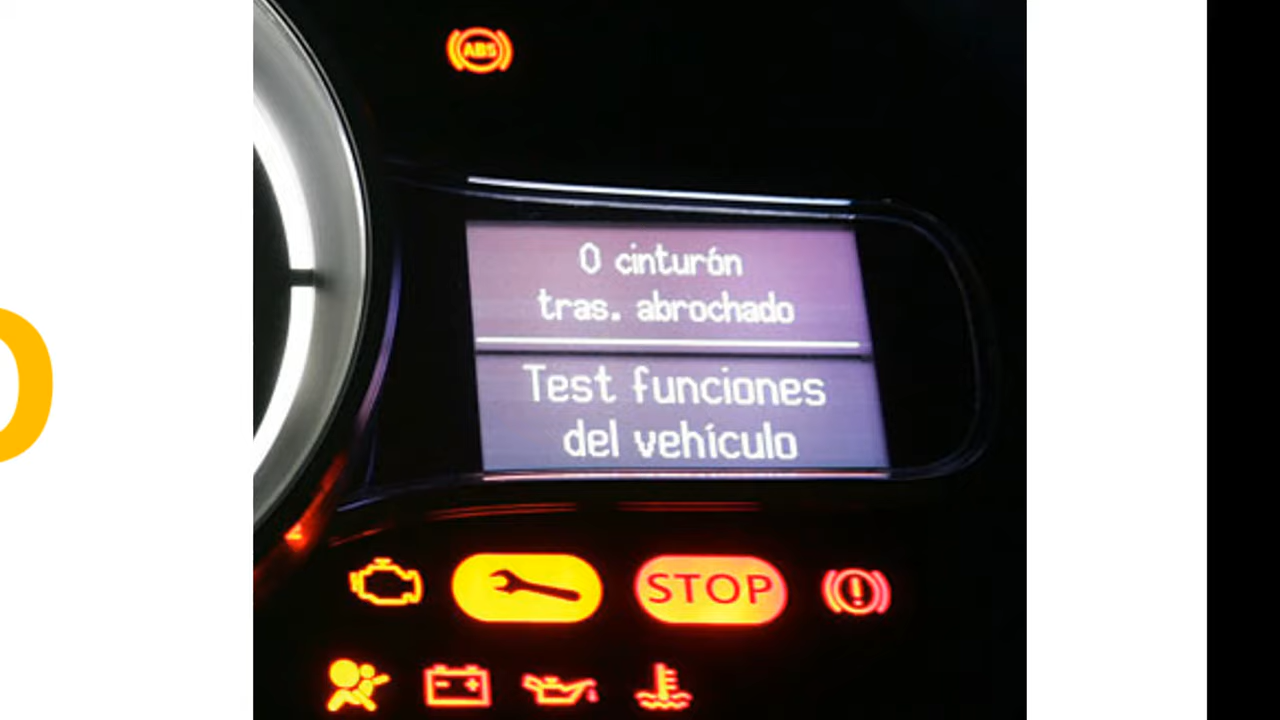 ABS
0 cinturón
tras. abrochado
Test funciones
del vehículo
STOP